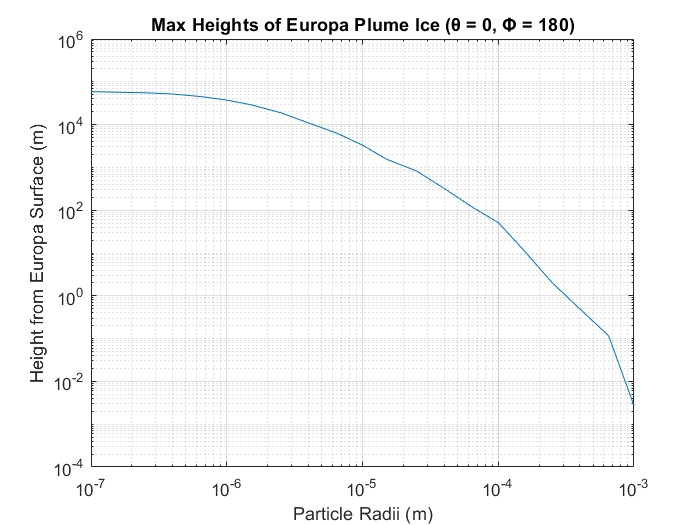 Max Heights of Europa Plume Ice (θ = 0, Φ = 180)
10^6
10^4
10^2
10^0
10^-2
10^-4
Height from Europa Surface (m)
10^-7 10^-6 10^-5 10^-4 10^-3
Particle Radii (m)